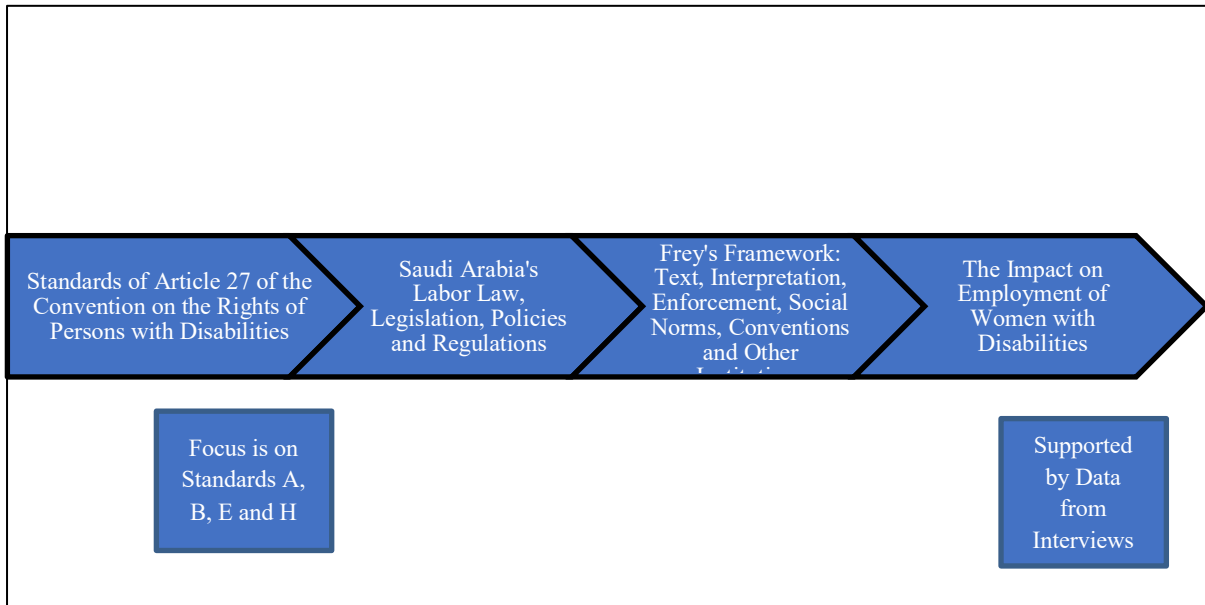 Standards of Article 27 of the
Convention on the Rights of
Persons with Disabilities
Saudi Arabia's
Labor Law,
Legislation, Policies
and Regulations
Frey's Framework:
Text, Interpretation,
Enforcement, Social
Norms, Conventions
and Other
The Impact on
Employment of
Women with
Disabilities
Focus is on
Standards A,
B, E and H
Supported
by Data
from
Interviews